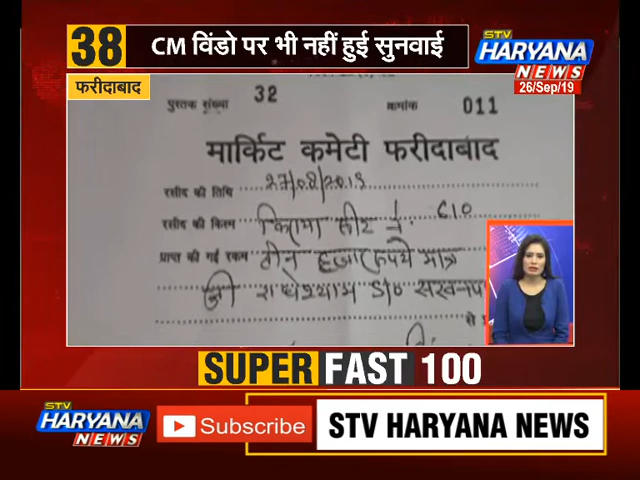 38
CM विंडो पर भी नहीं हुई सुनवाई
STV
HARYANA
NEWS
26/Sep/19
फरीदाबाद
पुस्तक संख्या 32 क्रमांक 011
मार्किट कमेटी फरीदाबाद
रसीद की तिथि 27/08/2019
रसीद की किस्म किराया
प्राप्त की गई रकम तीन हजार रुपये मात्र
श्री राधेश्याम S/o
SUPER FAST 100
STV
HARYANA
NEWS
Subscribe
STV HARYANA NEWS